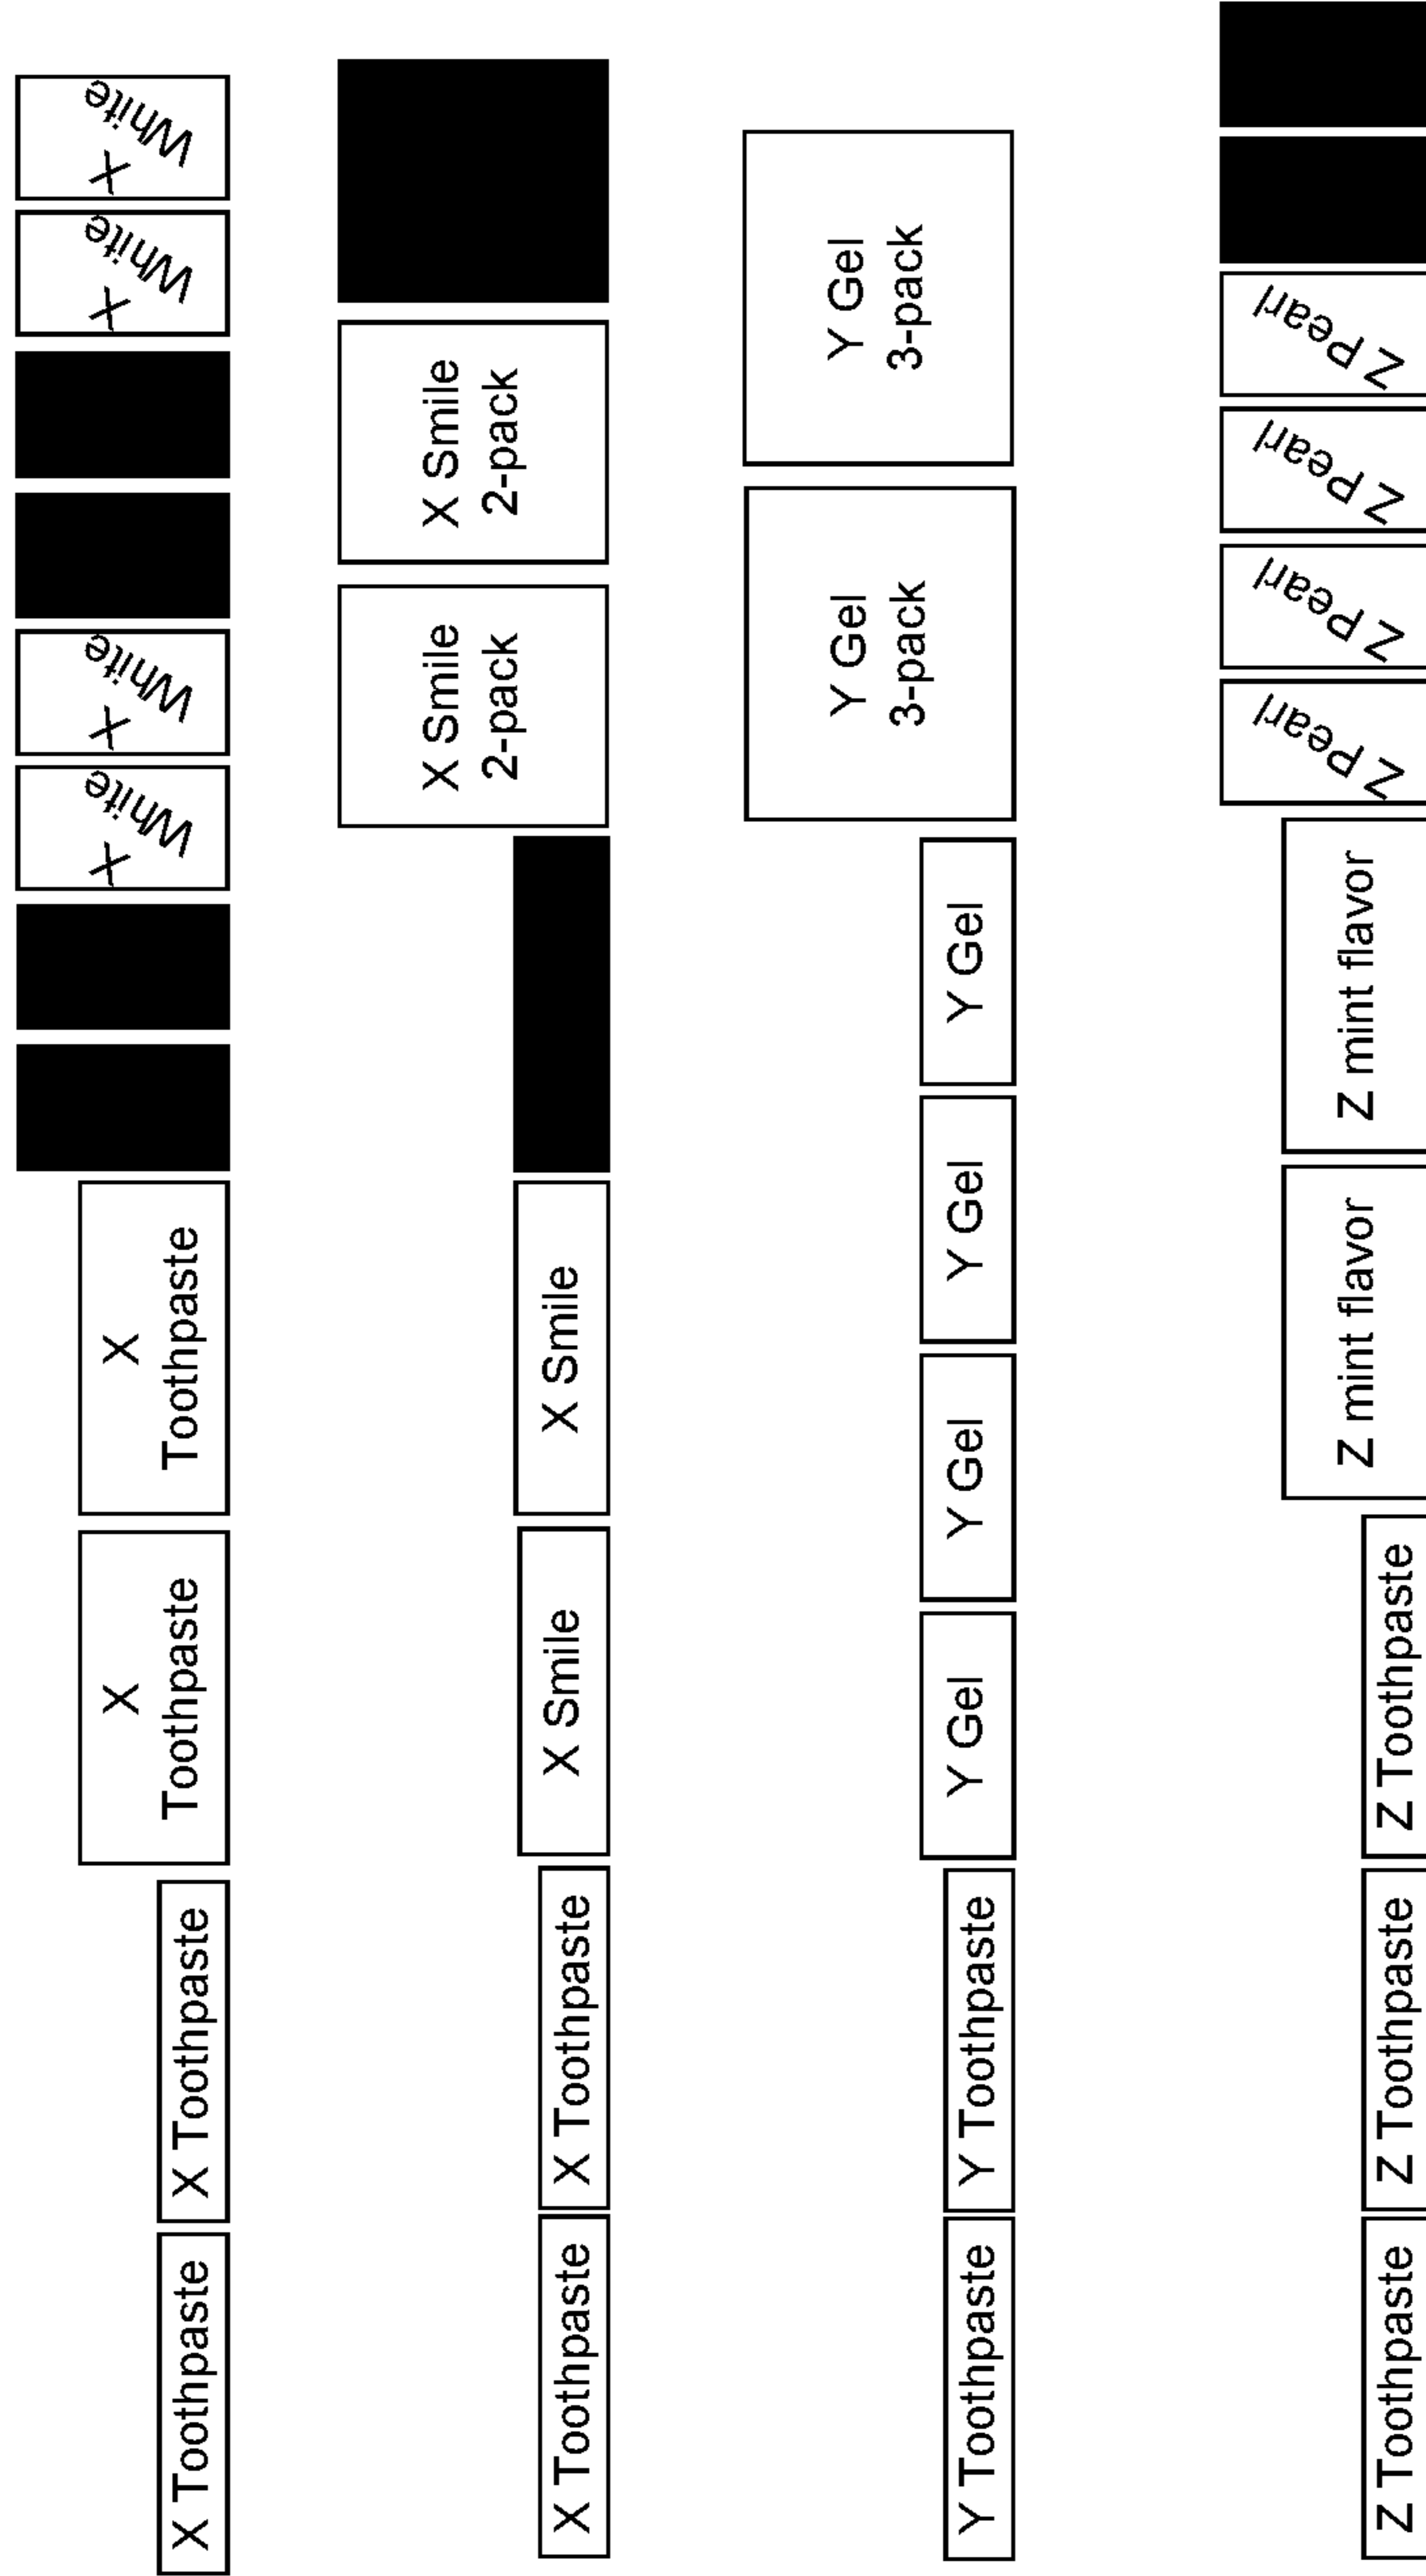 X Toothpaste
X Toothpaste
X
Toothpaste
X
Toothpaste
X
White
X
White
X
White
X
White
X Toothpaste
X Toothpaste
X Smile
X Smile
X Smile
2-pack
X Smile
2-pack
Y Toothpaste
Y Toothpaste
Y Gel
Y Gel
Y Gel
Y Gel
Y Gel
3-pack
Y Gel
3-pack
Z Toothpaste
Z Toothpaste
Z Toothpaste
Z mint flavor
Z mint flavor
Z Pearl
Z Pearl
Z Pearl
Z Pearl